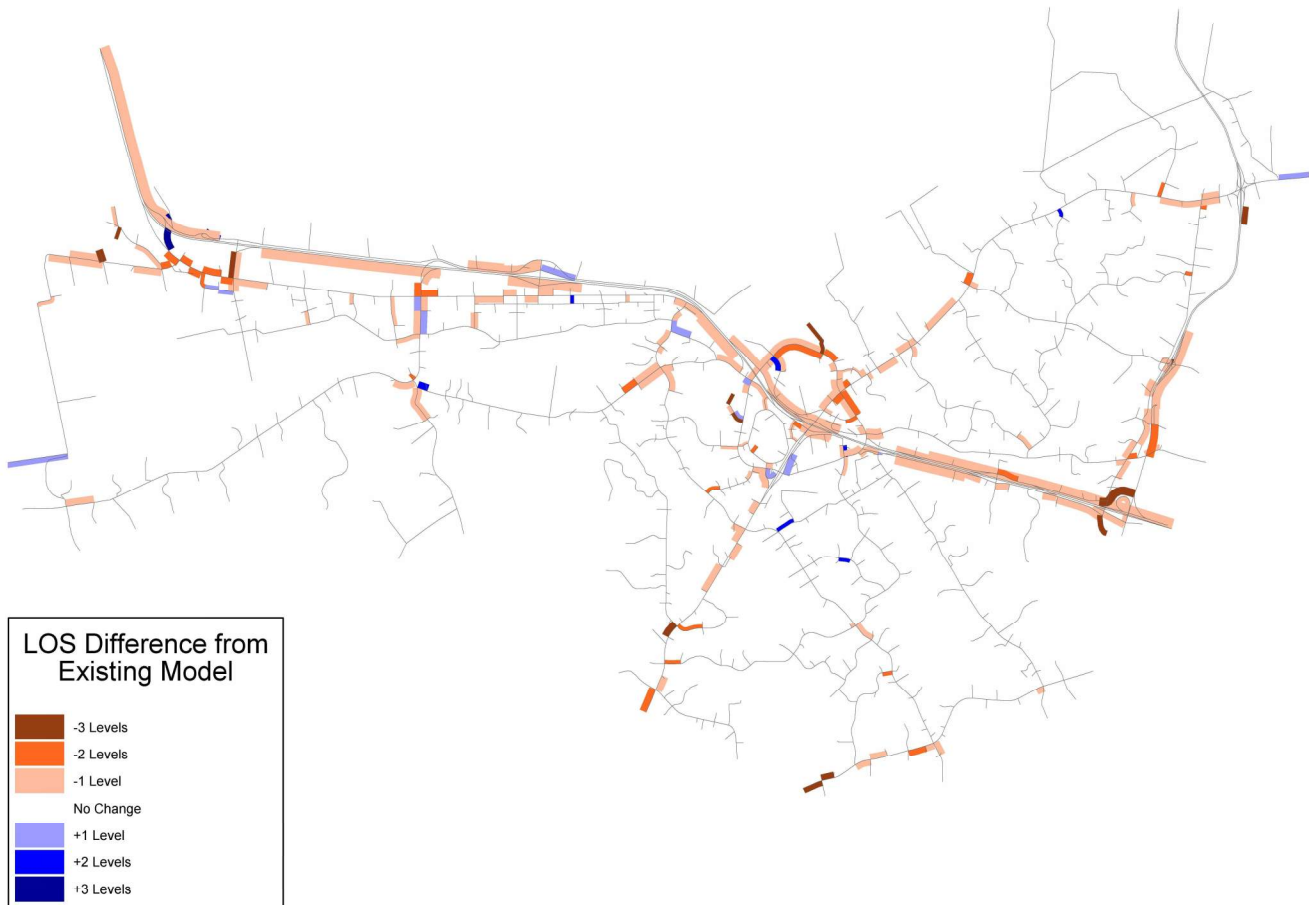 LOS Difference from
Existing Model
-3 Levels
-2 Levels
-1 Level
No Change
+1 Level
+2 Levels
+3 Levels